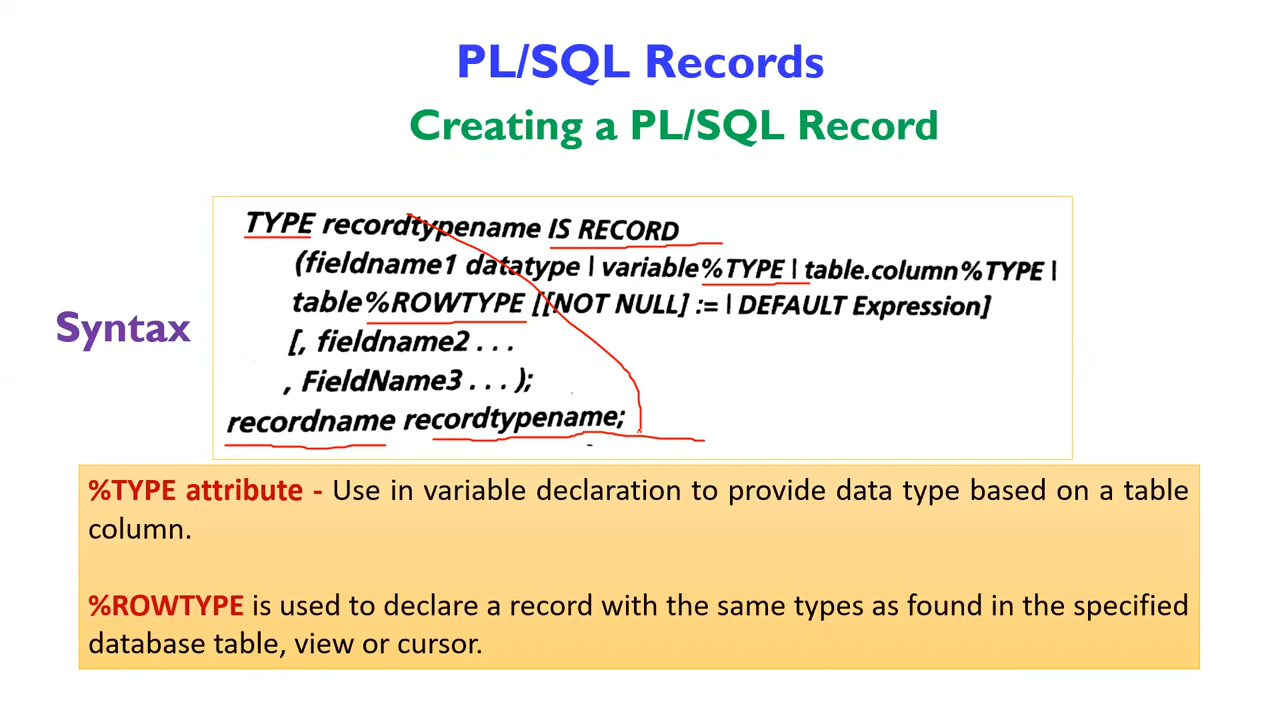 PL/SQL Records
Creating a PL/SQL Record
TYPE recordtypename IS RECORD
(fieldname1 datatype | variable%TYPE | table.column%TYPE |
table%ROWTYPE [[NOT NULL] := | DEFAULT Expression]
[, fieldname2 . . .
, FieldName3 . . . );
recordname recordtypename;
Syntax
%TYPE attribute - Use in variable declaration to provide data type based on a table
column.
%ROWTYPE is used to declare a record with the same types as found in the specified
database table, view or cursor.